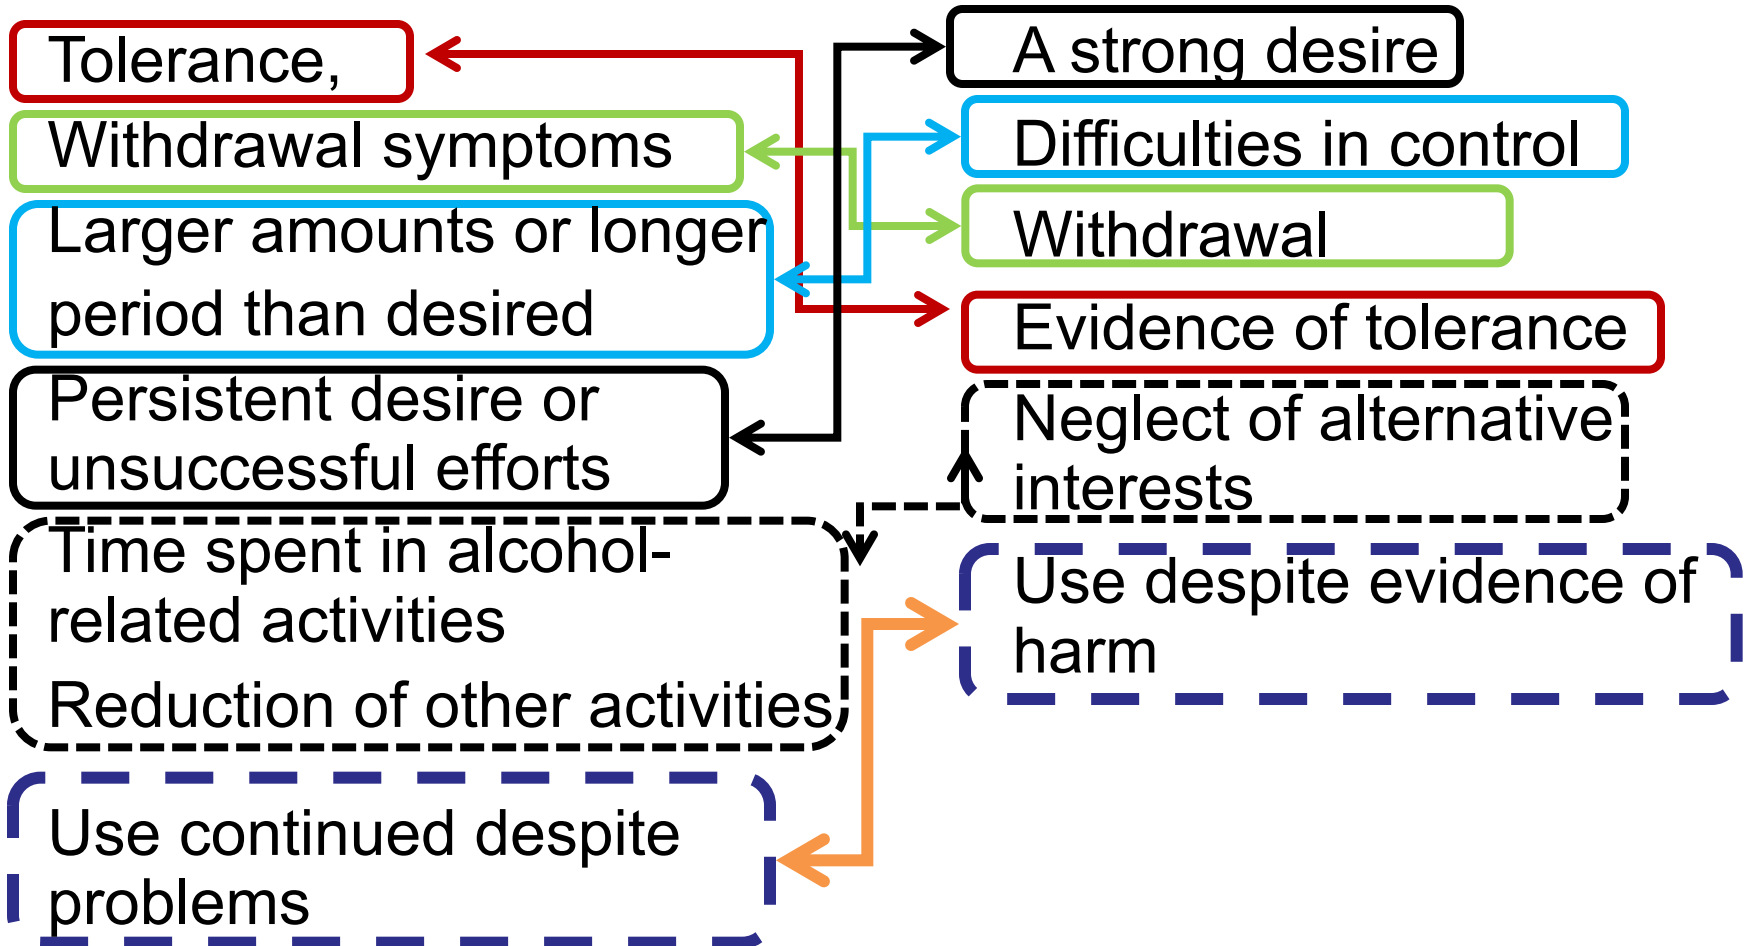 Tolerance,
Withdrawal symptoms
Larger amounts or longer
period than desired
Persistent desire or
unsuccessful efforts
Time spent in alcohol-
related activities
Reduction of other activities
Use continued despite
problems
A strong desire
Difficulties in control
Withdrawal
Evidence of tolerance
Neglect of alternative
interests
Use despite evidence of
harm